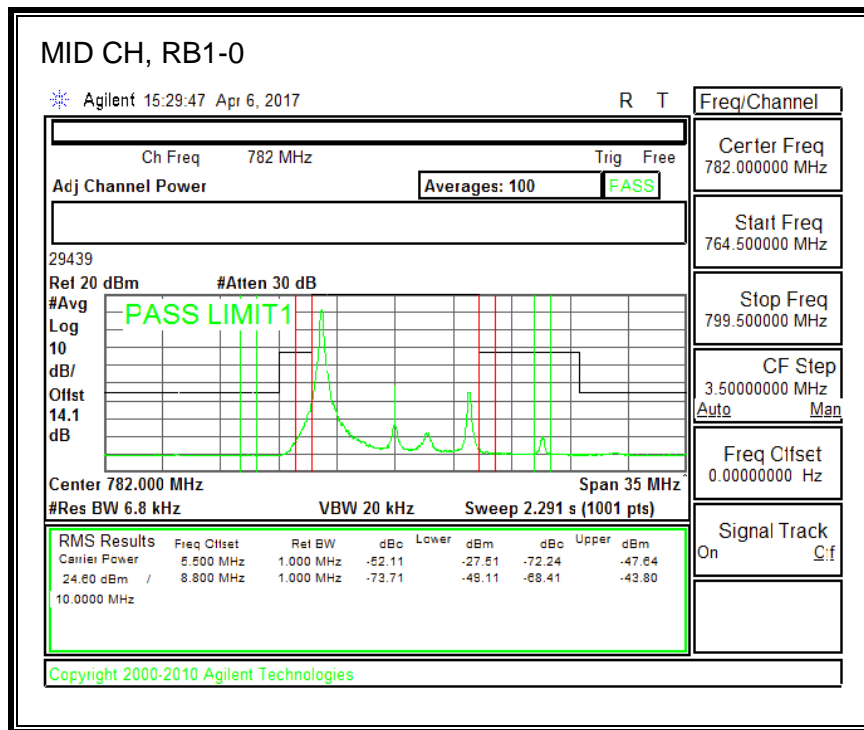 MID CH, RB1-0
Agilent 15:29:47 Apr 6, 2017 R T
Ch Freq 782 MHz Trig Free
Adj Channel Power Averages: 100 PASS
29439
Ref 20 dBm #Atten 30 dB
#Avg
Log
10
dB/
Offst
14.1
dB
PASS LIMIT1
Center 782.000 MHz Span 35 MHz
#Res BW 6.8 kHz VBW 20 kHz Sweep 2.291 s (1001 pts)
RMS Results Freq Offset Ref BW dBc Lower dBm dBc Upper dBm
Carrier Power 5.500 MHz 1.000 MHz -52.11 -27.51 -72.24 -47.64
24.60 dBm / 8.800 MHz 1.000 MHz -73.71 -49.11 -68.41 -43.80
10.0000 MHz
Copyright 2000-2010 Agilent Technologies
Freq/Channel
Center Freq
782.000000 MHz
Start Freq
764.500000 MHz
Stop Freq
799.500000 MHz
CF Step
3.50000000 MHz
Auto Man
Freq Offset
0.00000000 Hz
Signal Track
On Off